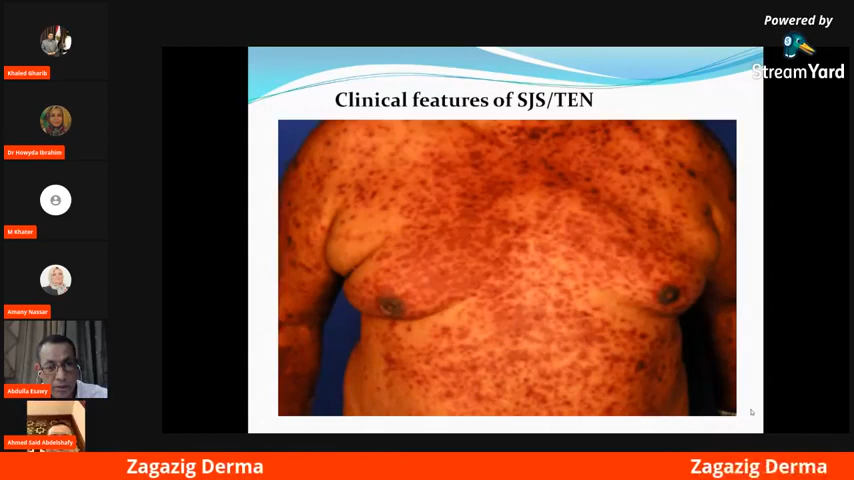 Powered by
StreamYard
Khaled Gharib
Dr Howyda Ibrahim
M Khater
Amany Nassar
Abdulla Esawy
Ahmed Said Abdelshafy
Clinical features of SJS/TEN
Zagazig Derma
Zagazig Derma